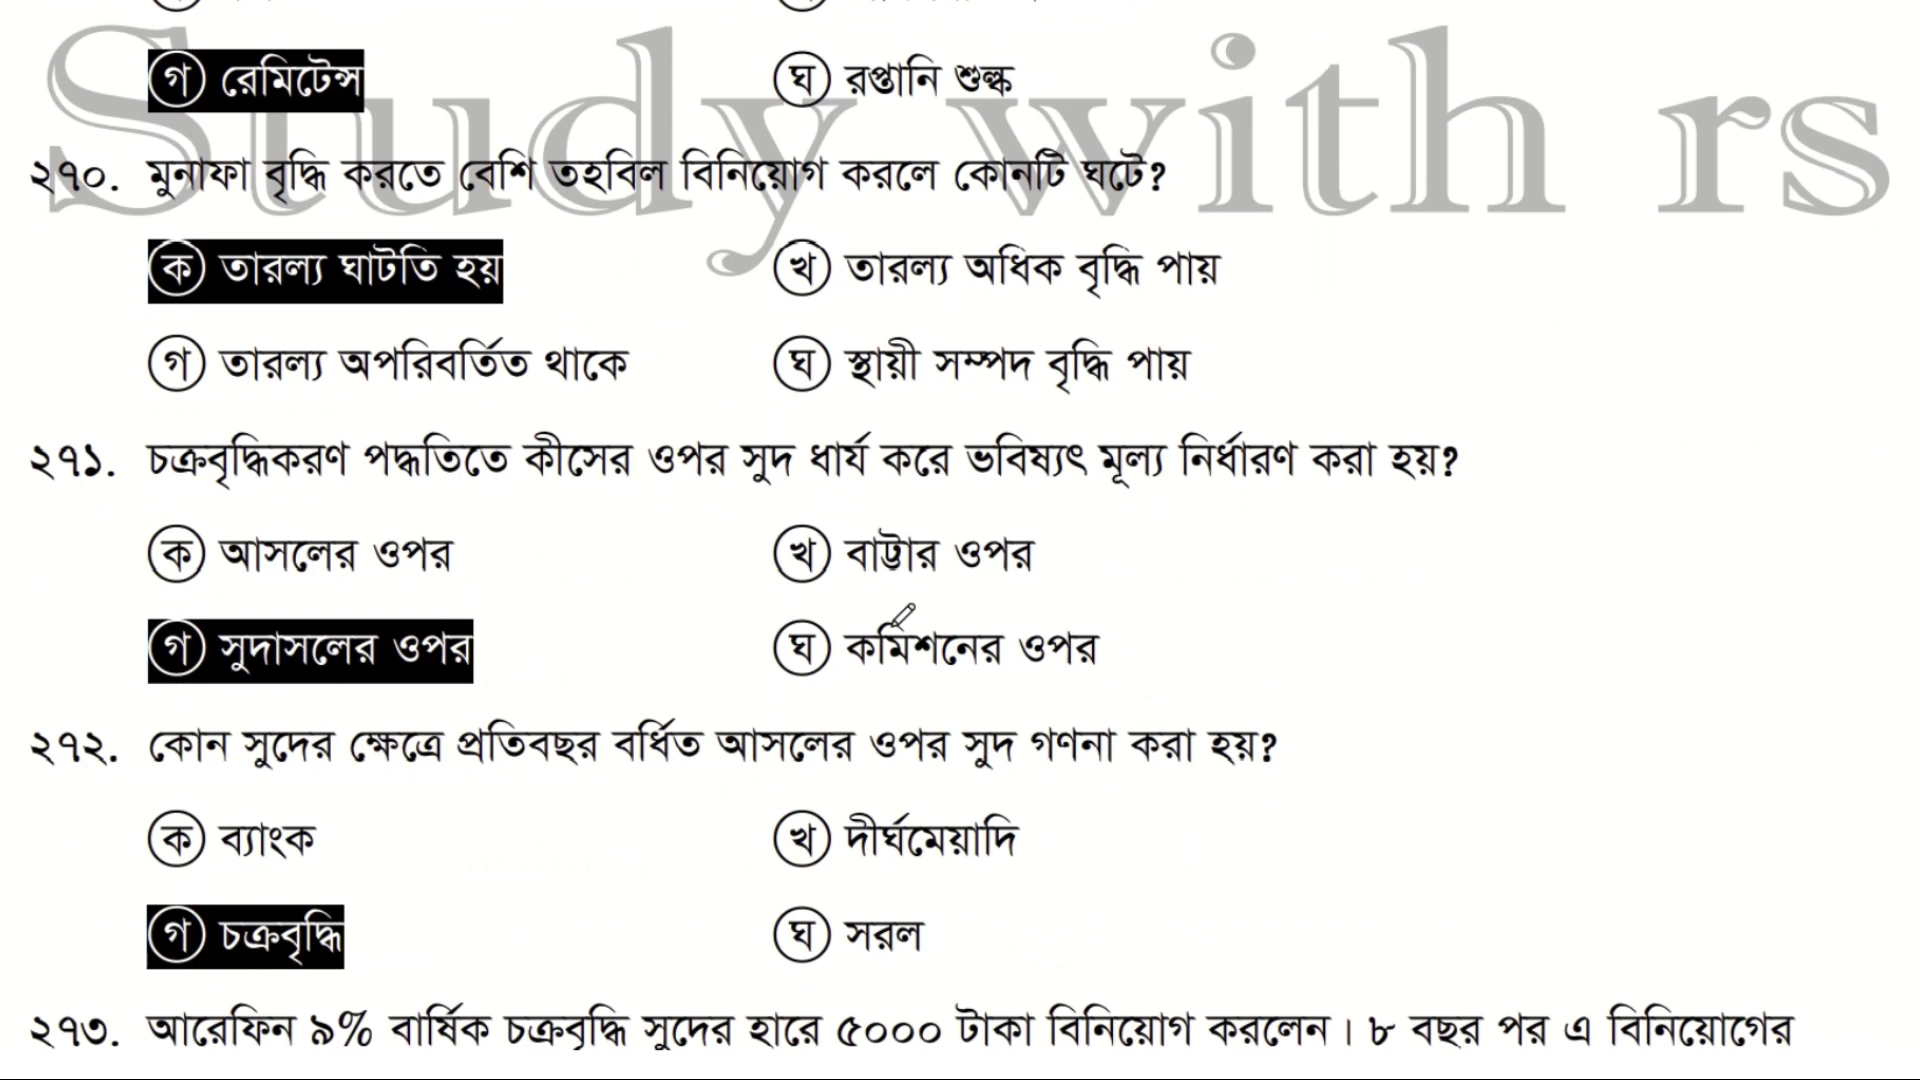 Study with rs
গ রেমিটেন্স ঘ রপ্তানি শুল্ক
২৭০. মুনাফা বৃদ্ধি করতে বেশি তহবিল বিনিয়োগ করলে কোনটি ঘটে?
ক তারল্য ঘাটতি হয় খ তারল্য অধিক বৃদ্ধি পায়
গ তারল্য অপরিবর্তিত থাকে ঘ স্থায়ী সম্পদ বৃদ্ধি পায়
২৭১. চক্রবৃদ্ধিকরণ পদ্ধতিতে কীসের ওপর সুদ ধার্য করে ভবিষ্যৎ মূল্য নির্ধারণ করা হয়?
ক আসলের ওপর খ বাট্টার ওপর
গ সুদাসলের ওপর ঘ কমিশনের ওপর
২৭২. কোন সুদের ক্ষেত্রে প্রতিবছর বর্ধিত আসলের ওপর সুদ গণনা করা হয়?
ক ব্যাংক খ দীর্ঘমেয়াদি
গ চক্রবৃদ্ধি ঘ সরল
২৭৩. আরেফিন ৯% বার্ষিক চক্রবৃদ্ধি সুদের হারে ৫০০০ টাকা বিনিয়োগ করলেন। ৮ বছর পর এ বিনিয়োগের